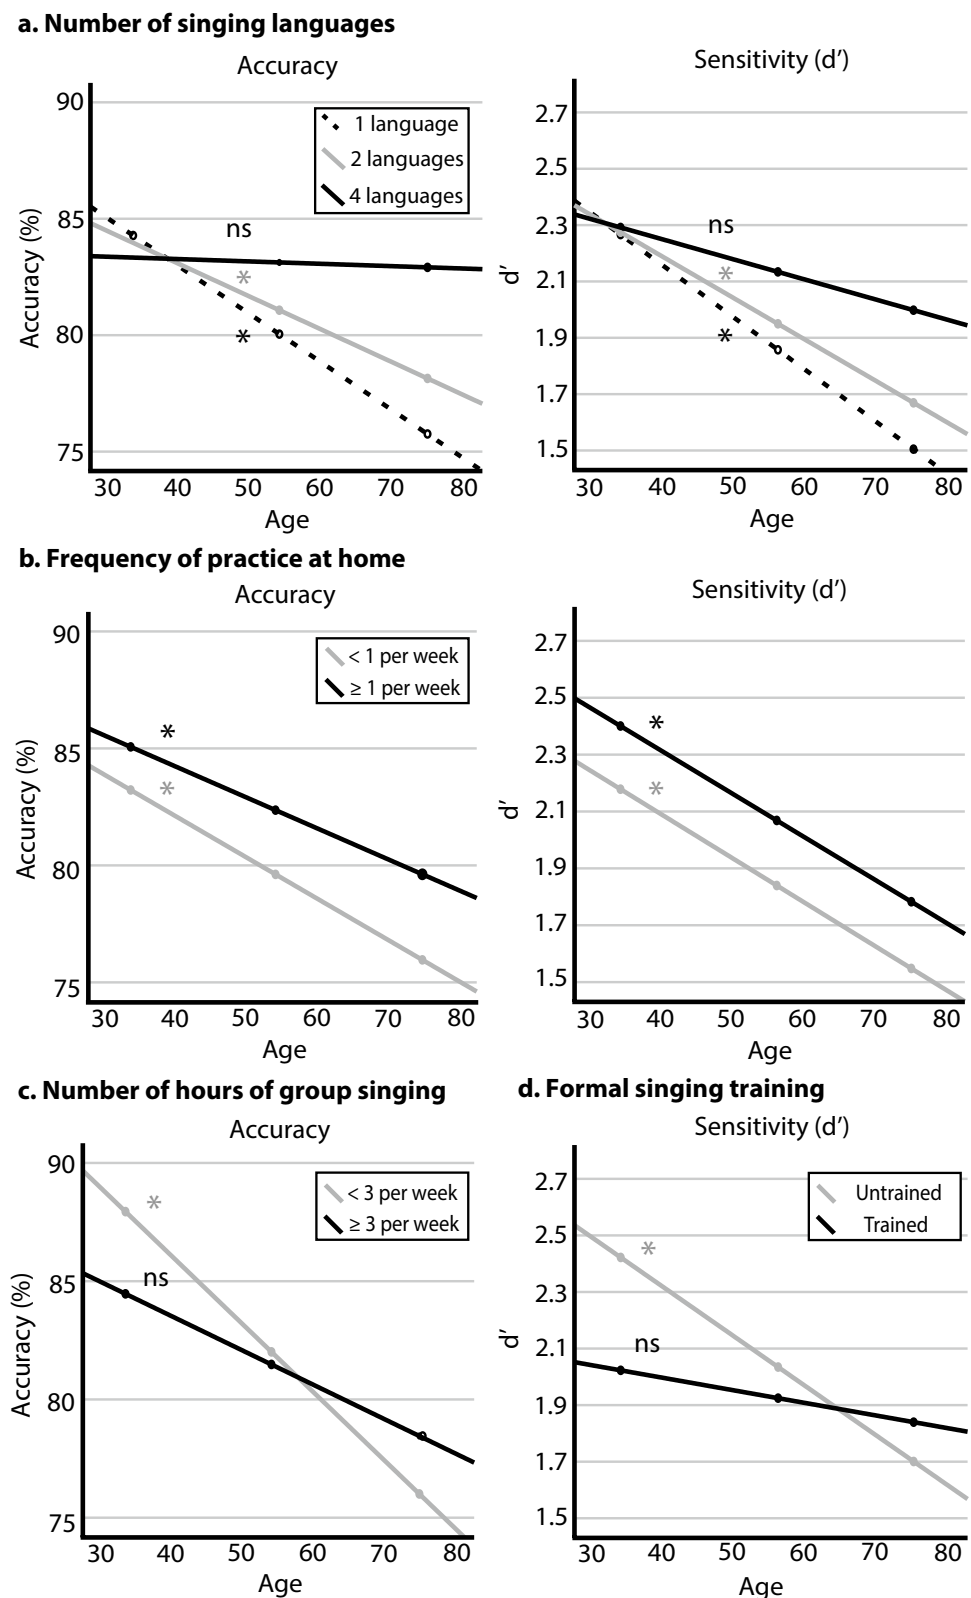 a. Number of singing languages
Accuracy
90
85
80
75
Accuracy (%)
1 language
2 languages
4 languages
ns
*
*
30 40 50 60 70 80
Age
Sensitivity (d′)
2.7
2.5
2.3
2.1
1.9
1.7
1.5
d′
ns
*
*
30 40 50 60 70 80
Age
b. Frequency of practice at home
Accuracy
90
85
80
75
Accuracy (%)
< 1 per week
≥ 1 per week
*
*
30 40 50 60 70 80
Age
Sensitivity (d′)
2.7
2.5
2.3
2.1
1.9
1.7
1.5
d′
*
*
30 40 50 60 70 80
Age
c. Number of hours of group singing
Accuracy
90
85
80
75
Accuracy (%)
< 3 per week
≥ 3 per week
*
ns
30 40 50 60 70 80
Age
d. Formal singing training
Sensitivity (d′)
2.7
2.5
2.3
2.1
1.9
1.7
1.5
d′
Untrained
Trained
*
ns
30 40 50 60 70 80
Age